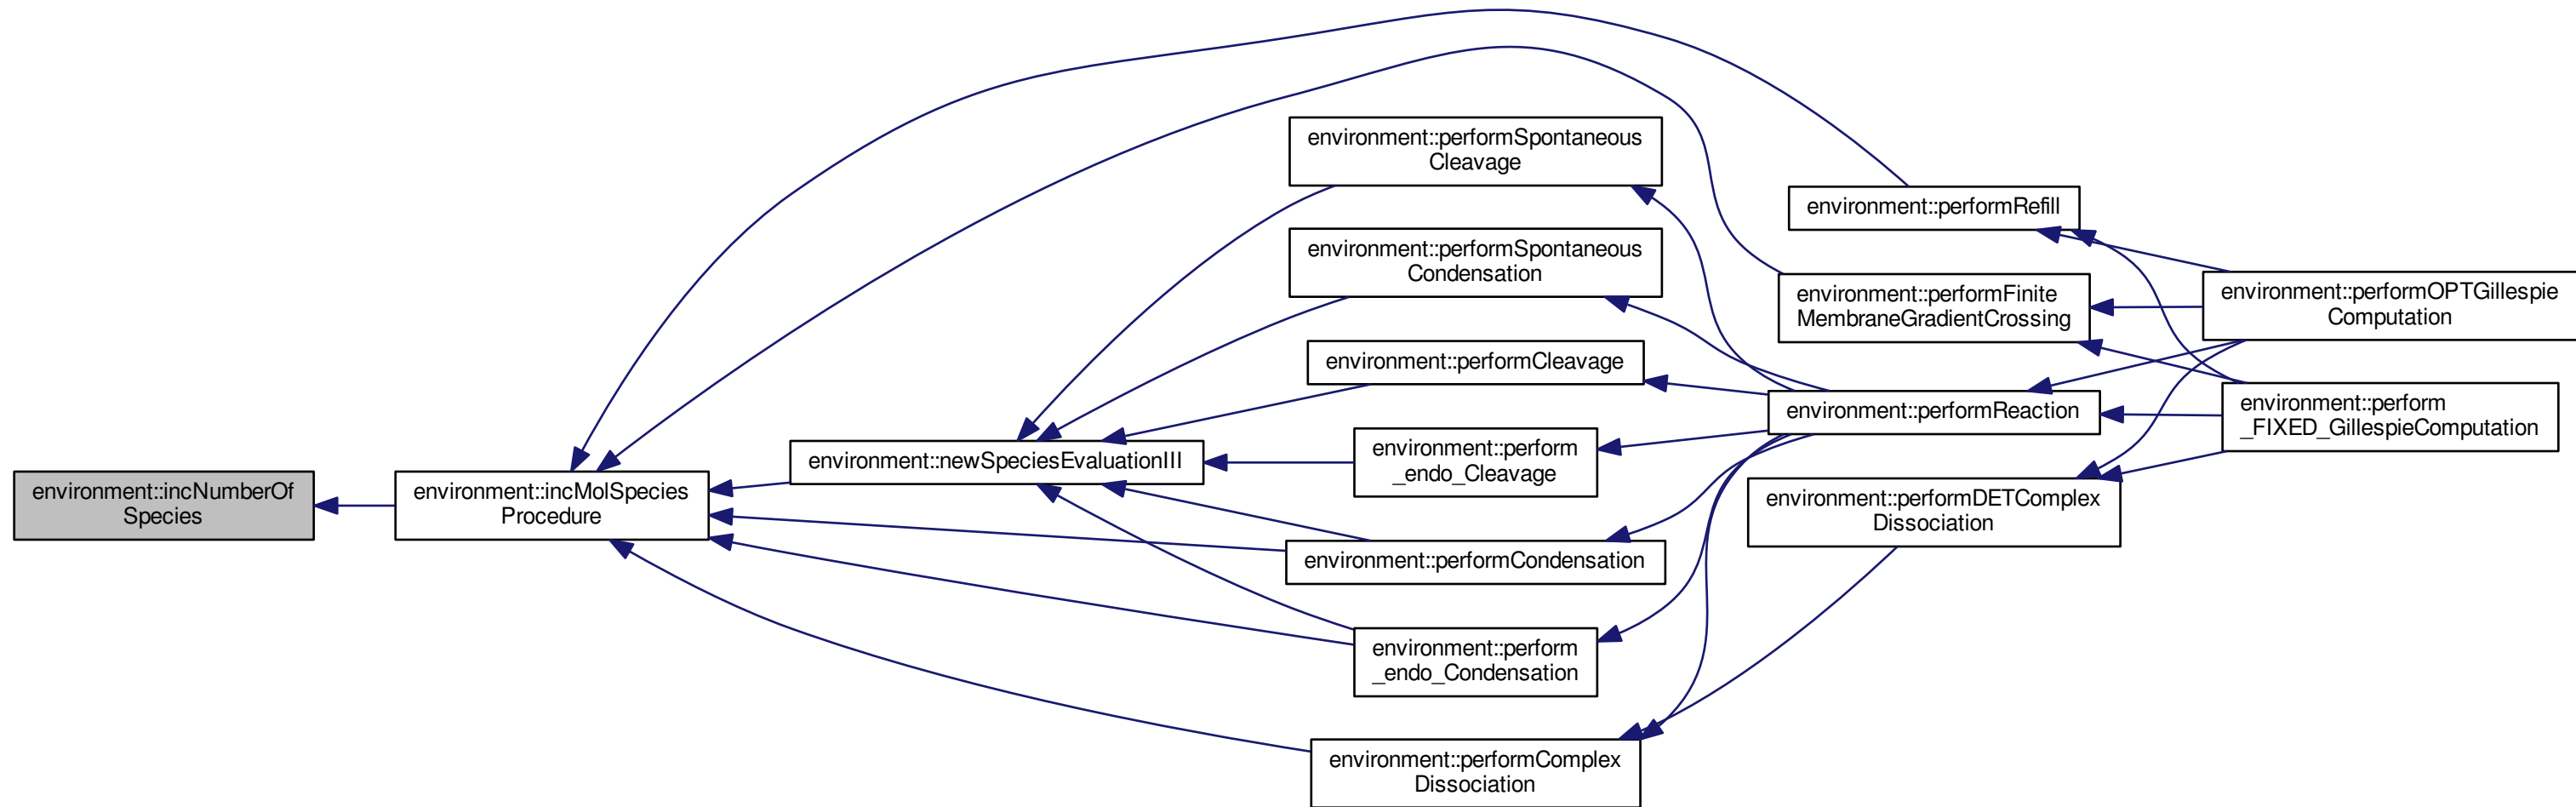 environment::incNumberOf
Species
environment::incMolSpecies
Procedure
environment::newSpeciesEvaluationIII
environment::performSpontaneous
Cleavage
environment::performSpontaneous
Condensation
environment::performCleavage
environment::perform
_endo_Cleavage
environment::performCondensation
environment::perform
_endo_Condensation
environment::performComplex
Dissociation
environment::performRefill
environment::performFinite
MembraneGradientCrossing
environment::performReaction
environment::performDETComplex
Dissociation
environment::performOPTGillespie
Computation
environment::perform
_FIXED_GillespieComputation